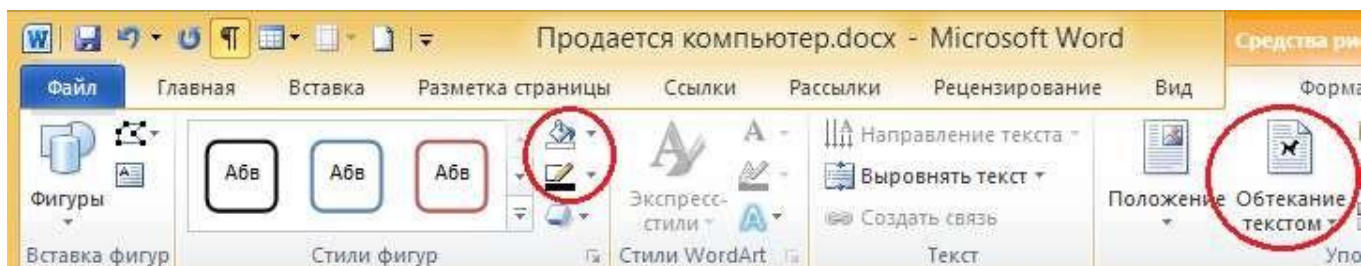 Продается компьютер.docx - Microsoft Word
Средства ри
Файл Главная Вставка Разметка страницы Ссылки Рассылки Рецензирование Вид Форма
Фигуры
Абв Абв Абв
Экспресс-
стили
Направление текста
Выровнять текст
Создать связь
Положение
Обтекание
текстом
Вставка фигур Стили фигур Стили WordArt Текст Упо